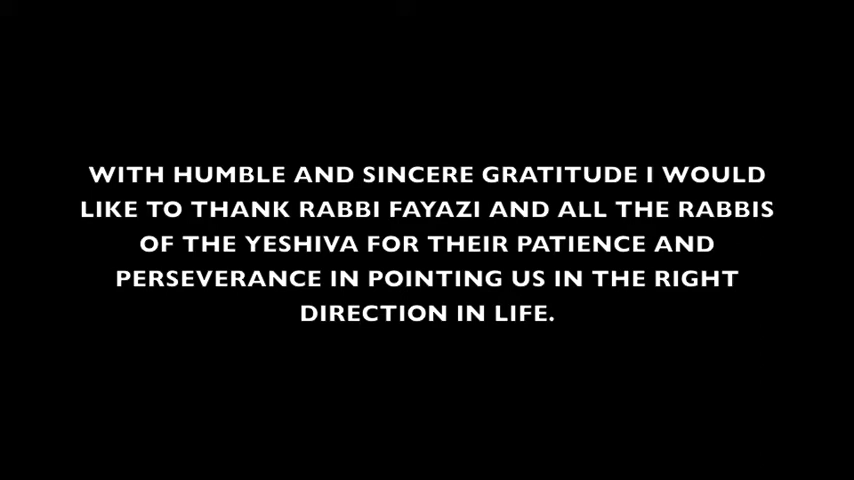 WITH HUMBLE AND SINCERE GRATITUDE I WOULD
LIKE TO THANK RABBI FAYAZI AND ALL THE RABBIS
OF THE YESHIVA FOR THEIR PATIENCE AND
PERSEVERANCE IN POINTING US IN THE RIGHT
DIRECTION IN LIFE.